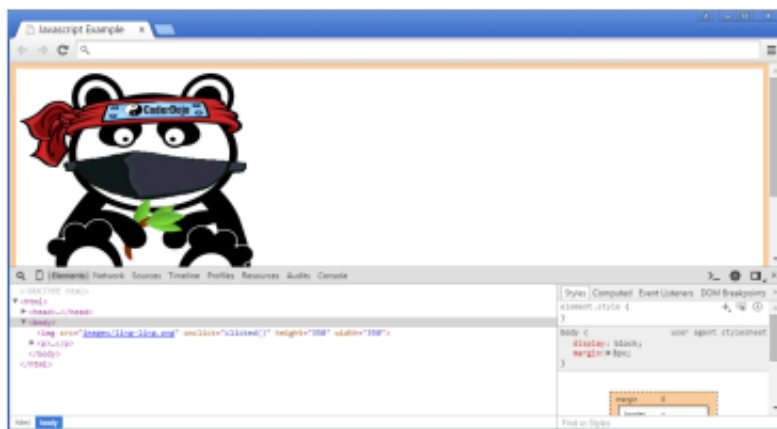 Javascript Example
CoderDojo
Elements Network Sources Timeline Profiles Resources Audits Console
<!DOCTYPE html>
<html>
<head>…</head>
<body>
<img src="images/ling-ling.png" onclick="clicked()" height="350" width="350">
<p>…</p>
</body>
</html>
html body
Styles Computed Event Listeners DOM Breakpoints
element.style {
}
body { user agent stylesheet
display: block;
margin: 8px;
}
margin 8
border
Find in Styles